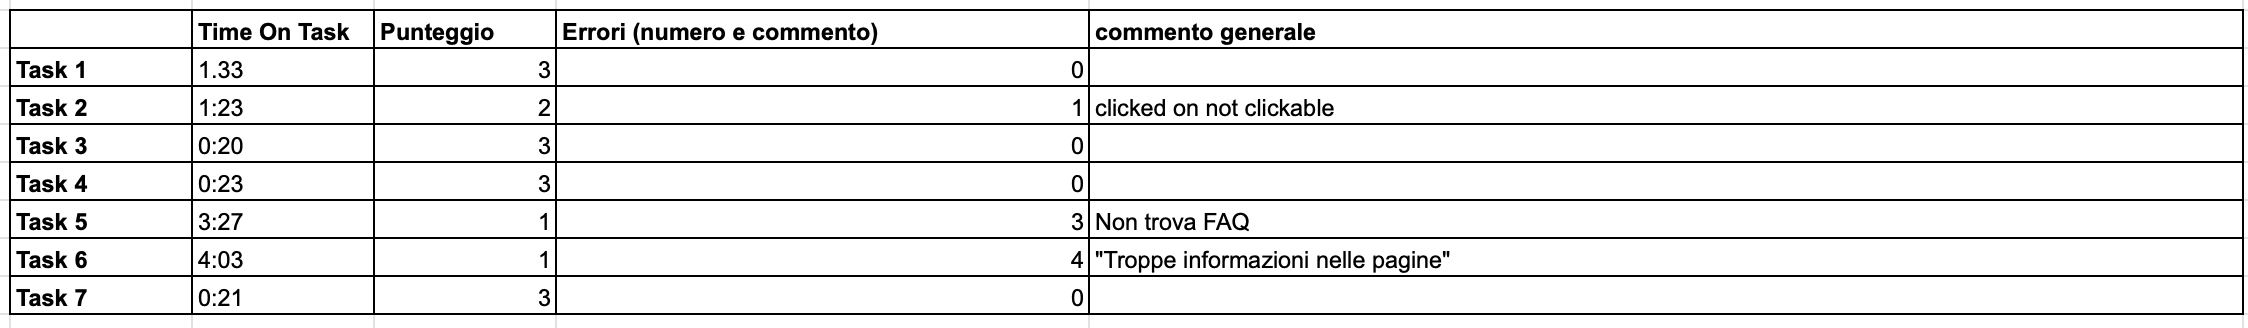 Time On Task Punteggio Errori (numero e commento) commento generale
Task 1 1.33 3 0
Task 2 1:23 2 1 clicked on not clickable
Task 3 0:20 3 0
Task 4 0:23 3 0
Task 5 3:27 1 3 Non trova FAQ
Task 6 4:03 1 4 "Troppe informazioni nelle pagine"
Task 7 0:21 3 0